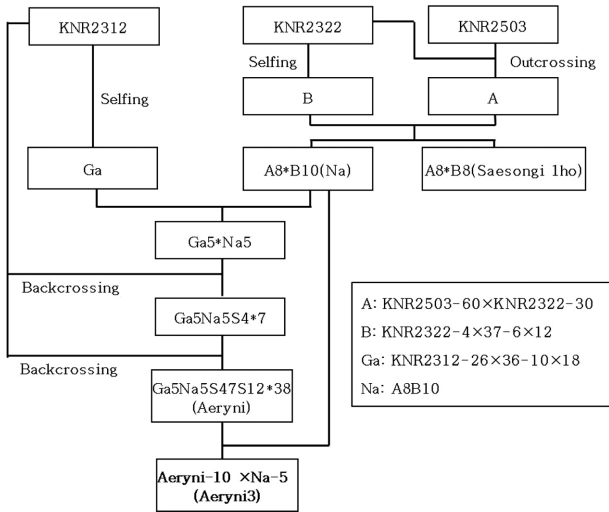 KNR2312
KNR2322
KNR2503
Selfing
Outcrossing
Selfing
B
A
Ga
A8*B10(Na)
A8*B8(Saesongi 1ho)
Ga5*Na5
Backcrossing
Ga5Na5S4*7
Backcrossing
Ga5Na5S47S12*38
(Aeryni)
Aeryni-10 ×Na-5
(Aeryni3)
A: KNR2503-60×KNR2322-30
B: KNR2322-4×37-6×12
Ga: KNR2312-26×36-10×18
Na: A8B10